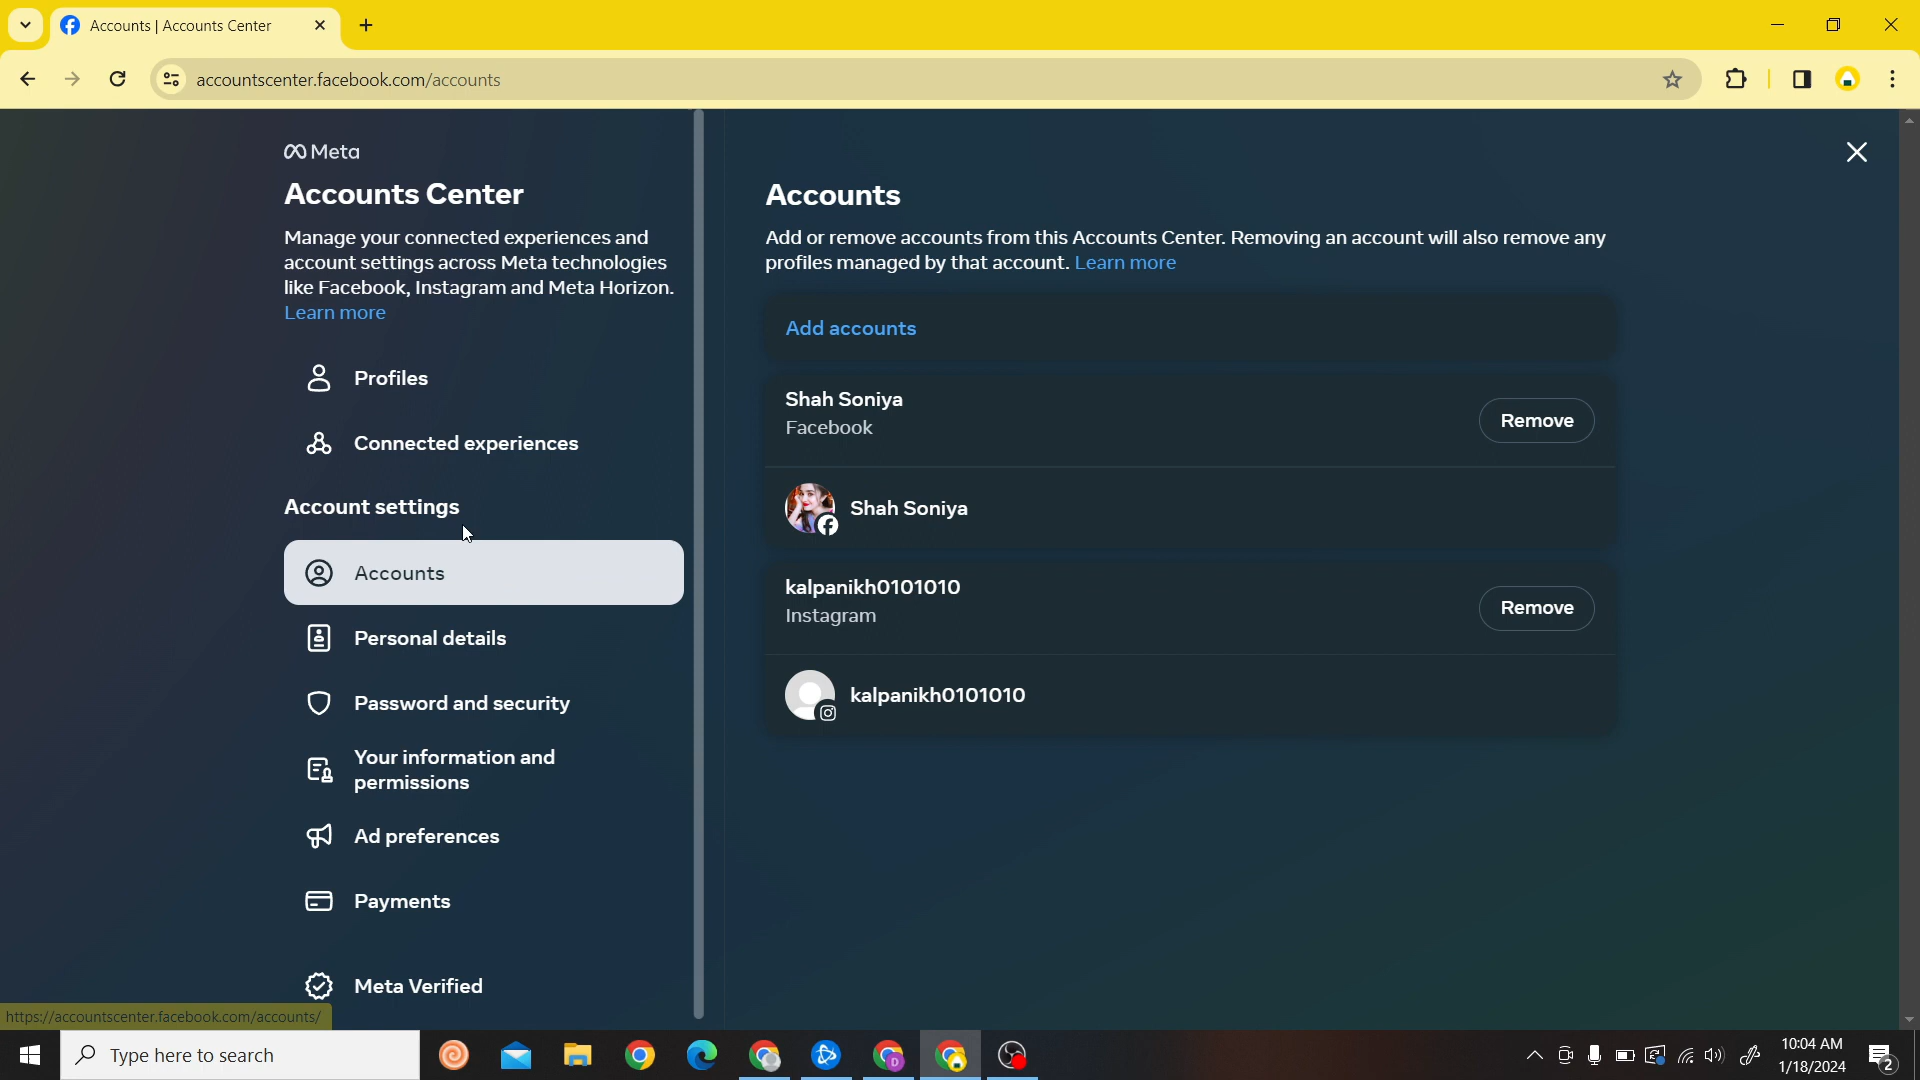 Accounts | Accounts Center
accountscenter.facebook.com/accounts
Meta
Accounts Center
Manage your connected experiences and
account settings across Meta technologies
like Facebook, Instagram and Meta Horizon.
Learn more
Profiles
Connected experiences
Account settings
Accounts
Personal details
Password and security
Your information and
permissions
Ad preferences
Payments
Meta Verified
https://accountscenter.facebook.com/accounts/
Accounts
Add or remove accounts from this Accounts Center. Removing an account will also remove any
profiles managed by that account. Learn more
Add accounts
Shah Soniya
Facebook
Remove
Shah Soniya
kalpanikh0101010
Instagram
Remove
kalpanikh0101010
Type here to search
D
10:04 AM
1/18/2024
2